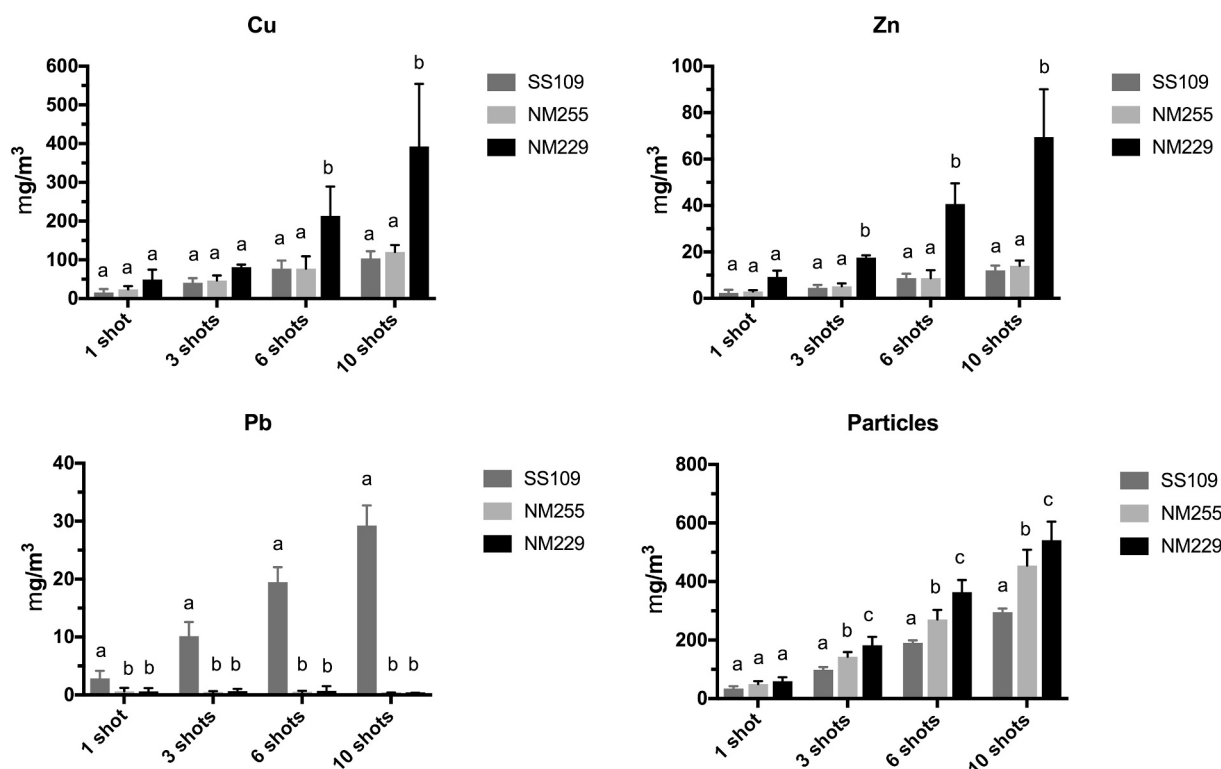 Cu
600
500
400
300
200
100
0
mg/m³
a a a
a a a
a a b
a a b
1 shot
3 shots
6 shots
10 shots
SS109
NM255
NM229
Zn
100
80
60
40
20
0
mg/m³
a a a
a a b
a a b
a a b
1 shot
3 shots
6 shots
10 shots
SS109
NM255
NM229
Pb
40
30
20
10
0
mg/m³
a b b
a b b
a b b
a b b
1 shot
3 shots
6 shots
10 shots
SS109
NM255
NM229
Particles
800
600
400
200
0
mg/m³
a a a
a b c
a b c
a b c
1 shot
3 shots
6 shots
10 shots
SS109
NM255
NM229